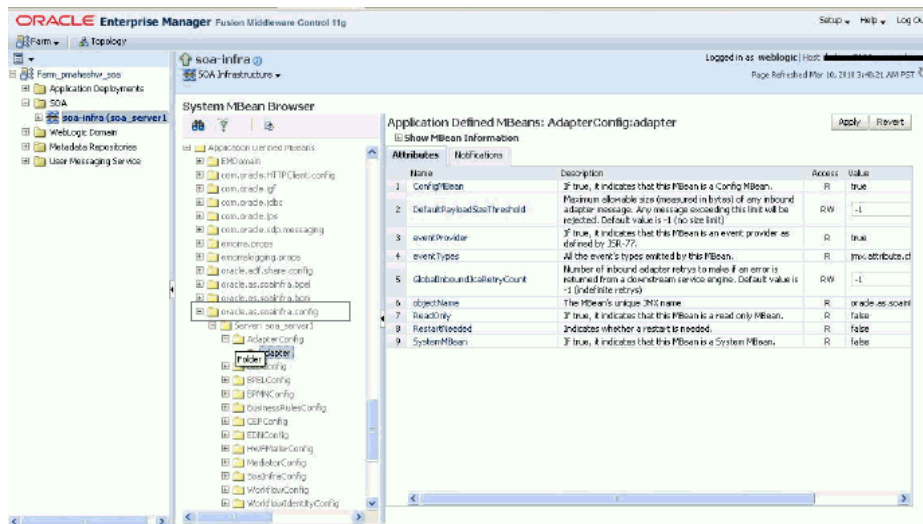 ORACLE Enterprise Manager Fusion Middleware Control 11g
Setup Help Log Ou
Farm Topology
Farm_pmaheshw_soa
Application Deployments
SOA
soa-infra (soa_server1
WebLogic Domain
Metadata Repositories
User Messaging Service
soa-infra
SOA Infrastructure
Logged in as weblogic | Host
Page Refreshed Mar 10, 2010 AM PST
System MBean Browser
Application Defined MBeans
EMDomain
com.oracle.HTTPClient.config
com.oracle.igf
com.oracle.jdbc
com.oracle.jps
com.oracle.sdp.messaging
emoms.props
emomslogging.props
oracle.adf.share.config
oracle.as.soainfra.bpel
oracle.as.soainfra.bpm
oracle.as.soainfra.config
Server: soa_server1
AdapterConfig
adapter
Folder
Config
BPELConfig
BPMNConfig
BusinessRulesConfig
CEPConfig
EDNConfig
HWFMailerConfig
MediatorConfig
SoaInfraConfig
WorkflowConfig
WorkflowIdentityConfig
Application Defined MBeans: AdapterConfig:adapter
Apply Revert
Show MBean Information
Attributes Notifications
Name Description Access Value
1 ConfigMBean If true, it indicates that this MBean is a Config MBean. R true
2 DefaultPayloadSizeThreshold Maximum allowable size (measured in bytes) of any inbound adapter message. Any message exceeding this limit will be rejected. Default value is -1 (no size limit) RW -1
3 eventProvider If true, it indicates that this MBean is an event provider as defined by JSR-77. R true
4 eventTypes All the event's types emitted by this MBean. R jmx.attribute.cl
5 GlobalInboundJcaRetryCount Number of inbound adapter retrys to make if an error is returned from a downstream service engine. Default value is -1 (indefinite retrys) RW -1
6 objectName The MBean's unique JMX name R oracle.as.soainf
7 ReadOnly If true, it indicates that this MBean is a read only MBean. R false
8 RestartNeeded Indicates whether a restart is needed. R false
9 SystemMBean If true, it indicates that this MBean is a System MBean. R false